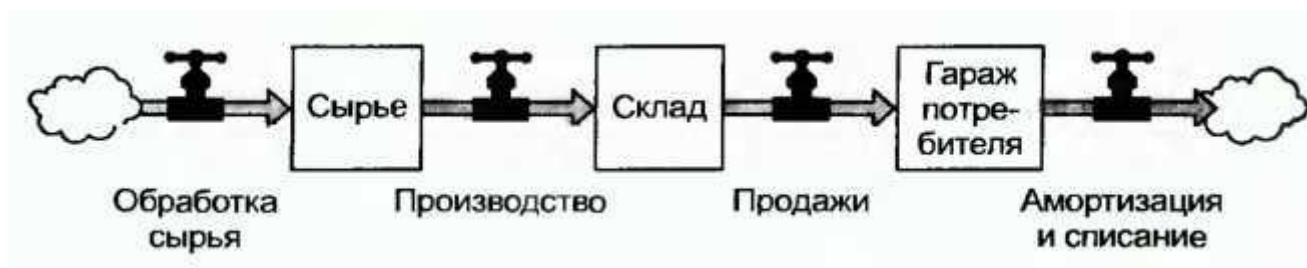 Сырье
Склад
Гараж
потре-
бителя
Обработка
сырья
Производство
Продажи
Амортизация
и списание